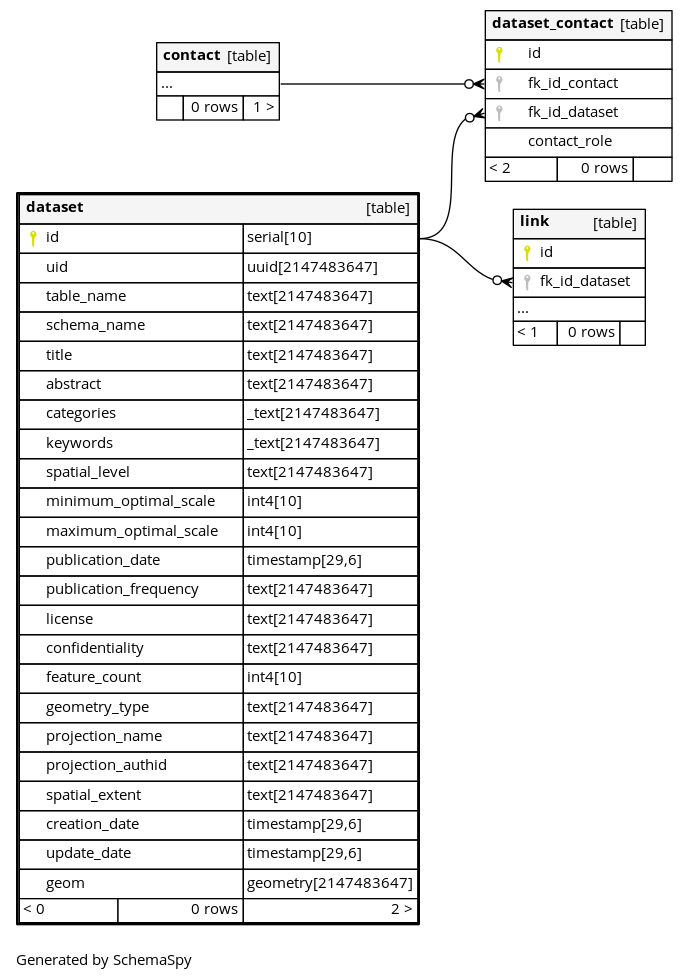 contact [table]
...
0 rows 1 >
dataset_contact [table]
id
fk_id_contact
fk_id_dataset
contact_role
< 2 0 rows
dataset [table]
id serial[10]
uid uuid[2147483647]
table_name text[2147483647]
schema_name text[2147483647]
title text[2147483647]
abstract text[2147483647]
categories _text[2147483647]
keywords _text[2147483647]
spatial_level text[2147483647]
minimum_optimal_scale int4[10]
maximum_optimal_scale int4[10]
publication_date timestamp[29,6]
publication_frequency text[2147483647]
license text[2147483647]
confidentiality text[2147483647]
feature_count int4[10]
geometry_type text[2147483647]
projection_name text[2147483647]
projection_authid text[2147483647]
spatial_extent text[2147483647]
creation_date timestamp[29,6]
update_date timestamp[29,6]
geom geometry[2147483647]
< 0 0 rows 2 >
link [table]
id
fk_id_dataset
...
< 1 0 rows
Generated by SchemaSpy